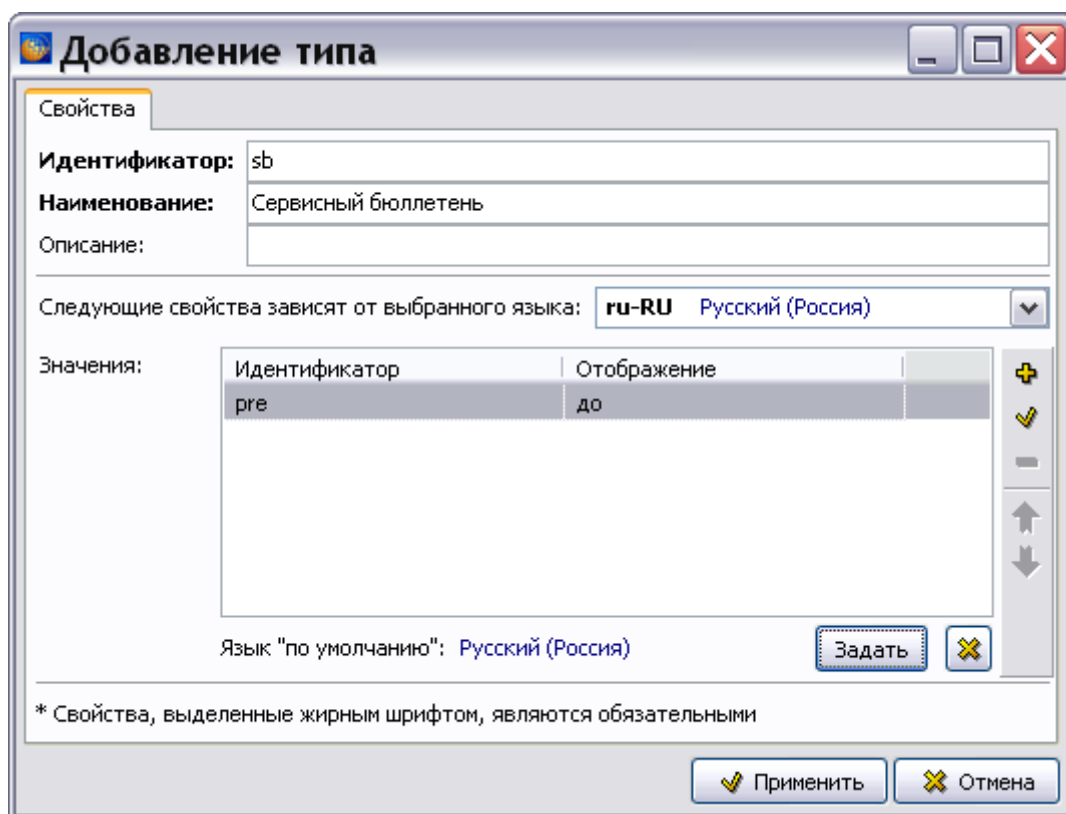 Добавление типа
Свойства
Идентификатор: sb
Наименование: Сервисный бюллетень
Описание:
Следующие свойства зависят от выбранного языка: ru-RU Русский (Россия)
Значения: Идентификатор Отображение
pre до
Язык "по умолчанию": Русский (Россия) Задать
* Свойства, выделенные жирным шрифтом, являются обязательными
Применить Отмена